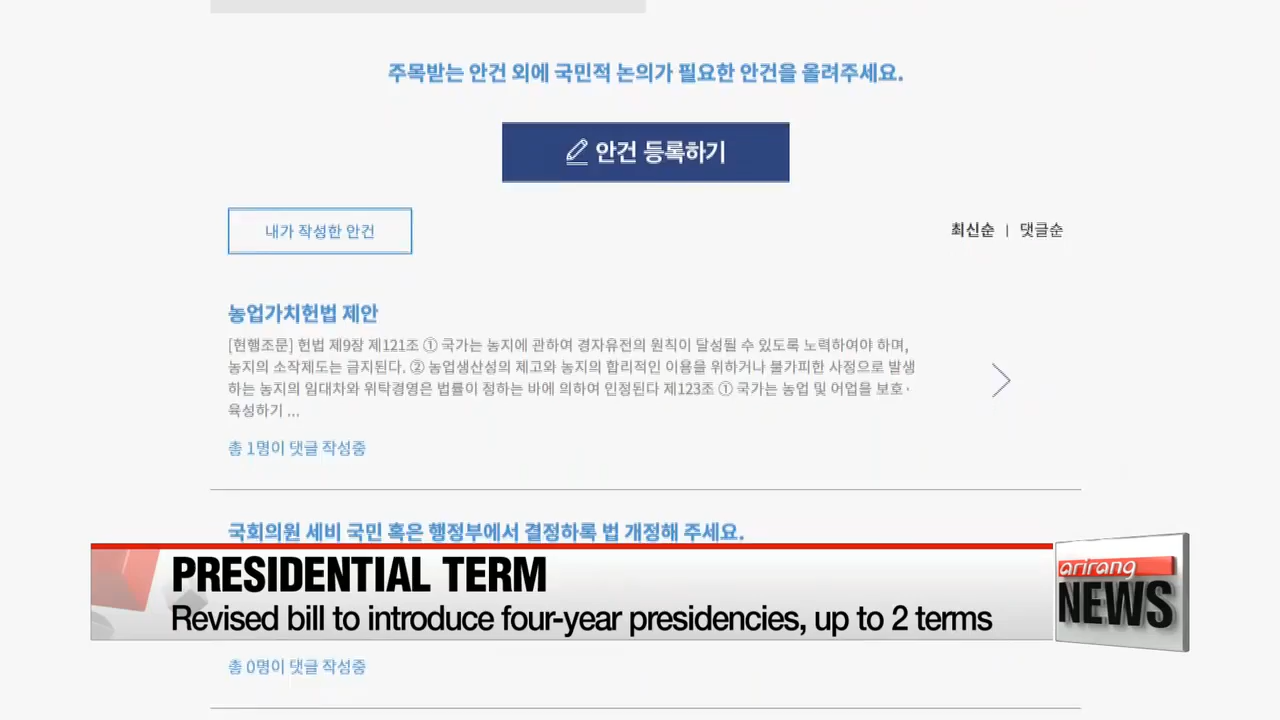 주목받는 안건 외에 국민적 논의가 필요한 안건을 올려주세요.
안건 등록하기
내가 작성한 안건
최신순 | 댓글순
농업가치헌법 제안
[현행조문] 헌법 제9장 제121조 ① 국가는 농지에 관하여 경자유전의 원칙이 달성될 수 있도록 노력하여야 하며,
농지의 소작제도는 금지된다. ② 농업생산성의 제고와 농지의 합리적인 이용을 위하거나 불가피한 사정으로 발생
하는 농지의 임대차와 위탁경영은 법률이 정하는 바에 의하여 인정된다 제123조 ① 국가는 농업 및 어업을 보호·
육성하기 ...
총 1명이 댓글 작성중
국회의원 세비 국민 혹은 행정부에서 결정하록 법 개정해 주세요.
PRESIDENTIAL TERM
Revised bill to introduce four-year presidencies, up to 2 terms
arirang
NEWS
총 0명이 댓글 작성중